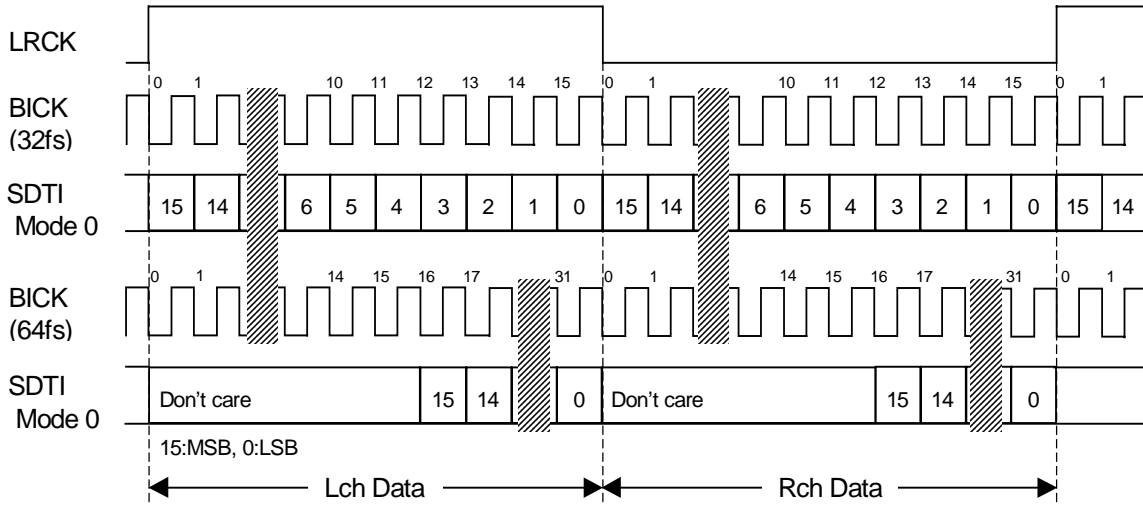 LRCK
0 1 10 11 12 13 14 15 0 1 10 11 12 13 14 15 0 1
BICK
(32fs)
SDTI
Mode 0
15 14 6 5 4 3 2 1 0 15 14 6 5 4 3 2 1 0 15 14
0 1 14 15 16 17 31 0 1 14 15 16 17 31 0 1
BICK
(64fs)
SDTI
Mode 0
Don't care 15 14 0 Don't care 15 14 0
15:MSB, 0:LSB
Lch Data Rch Data